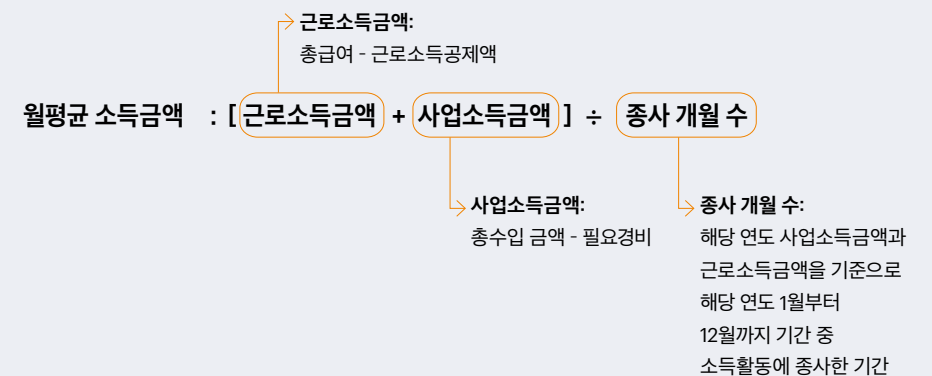 근로소득금액:
총급여 - 근로소득공제액
월평균 소득금액 : [ 근로소득금액 + 사업소득금액 ] ÷ 종사 개월 수
사업소득금액:
총수입 금액 - 필요경비
종사 개월 수:
해당 연도 사업소득금액과
근로소득금액을 기준으로
해당 연도 1월부터
12월까지 기간 중
소득활동에 종사한 기간